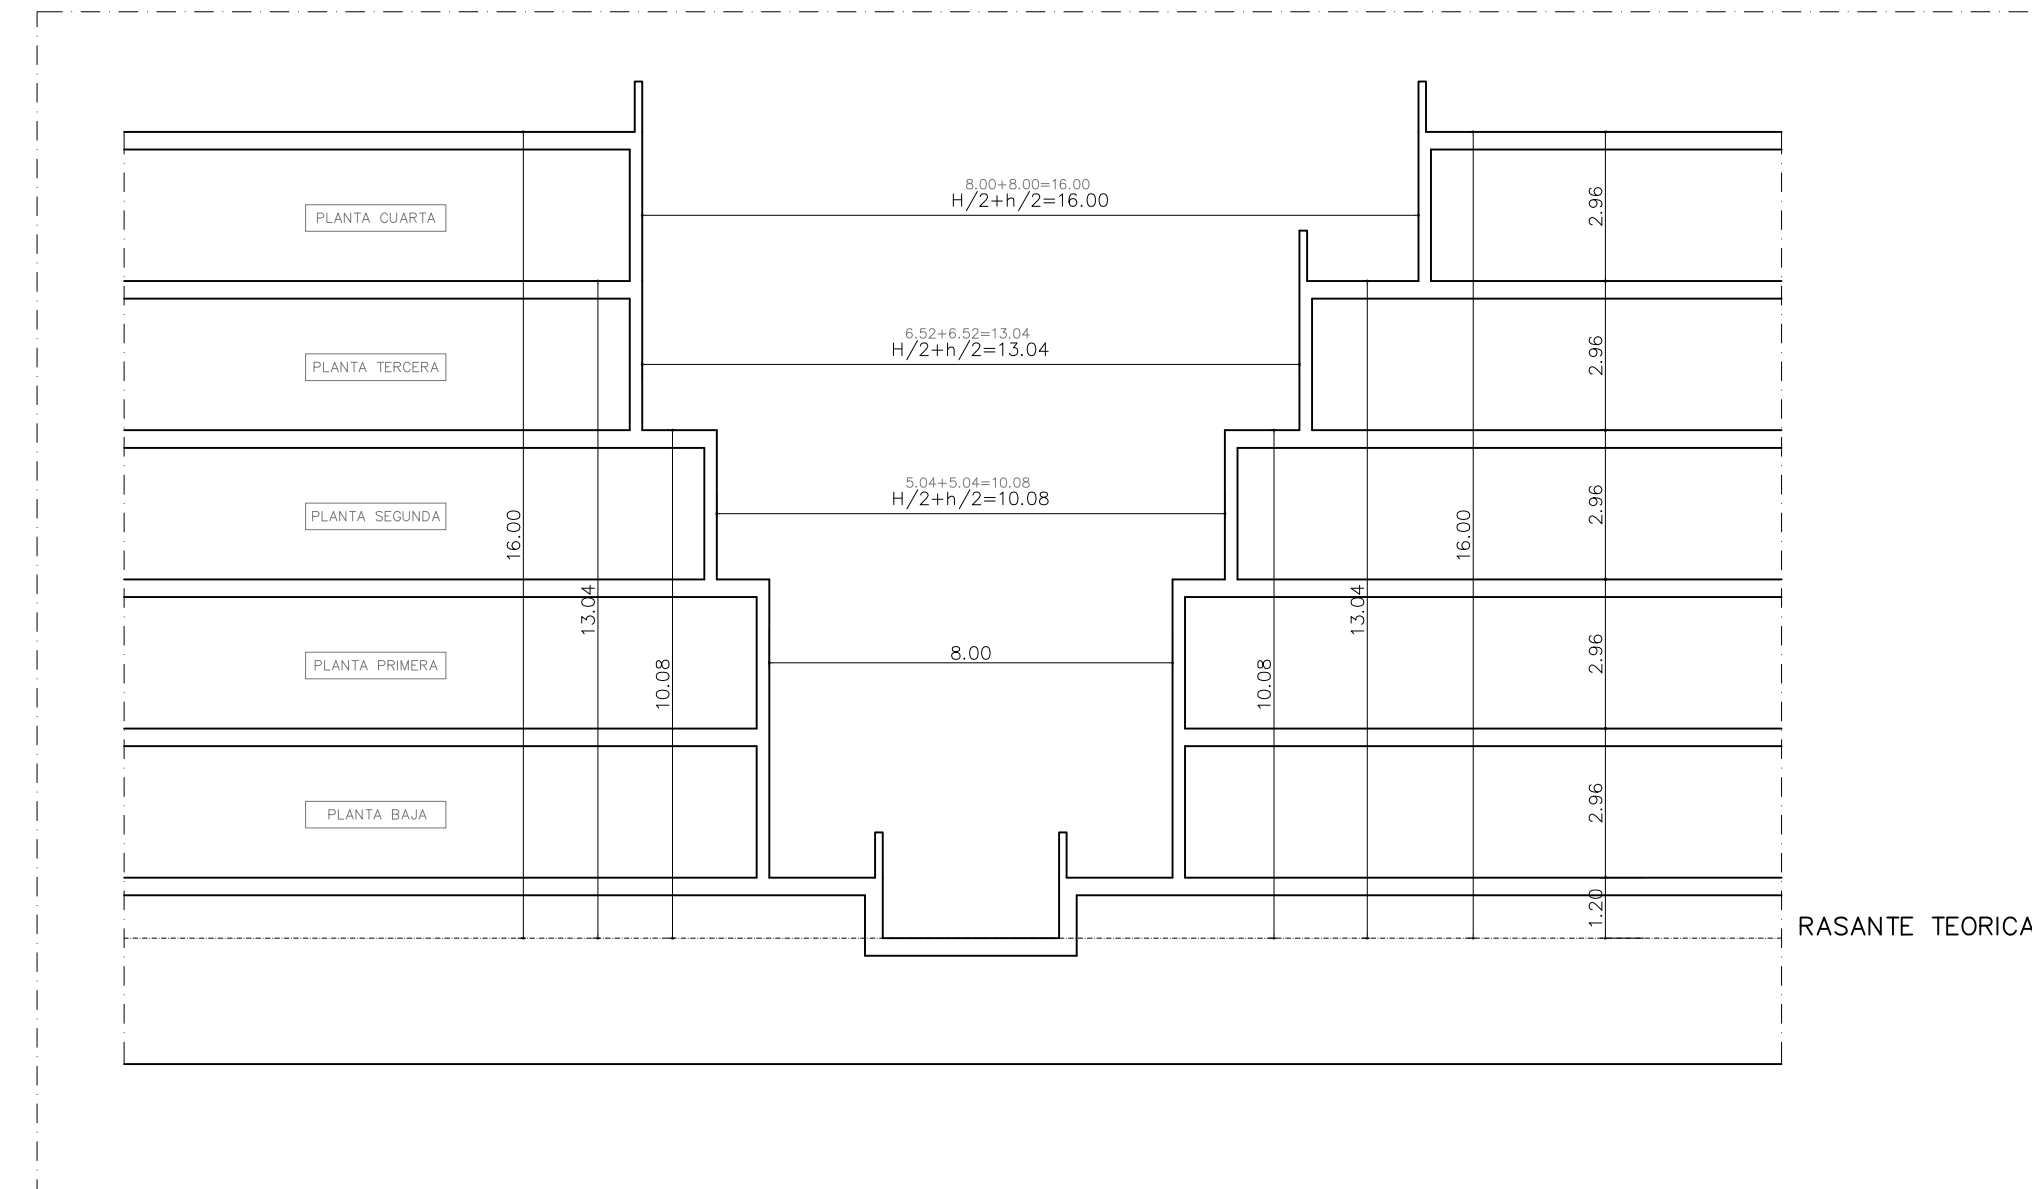 8.00+8.00=16.00
H/2+h/2=16.00
PLANTA CUARTA
2.96
6.52+6.52=13.04
H/2+h/2=13.04
PLANTA TERCERA
2.96
5.04+5.04=10.08
H/2+h/2=10.08
PLANTA SEGUNDA
16.00
16.00
2.96
13.04
13.04
8.00
PLANTA PRIMERA
10.08
10.08
2.96
PLANTA BAJA
2.96
1.20
RASANTE TEORICA